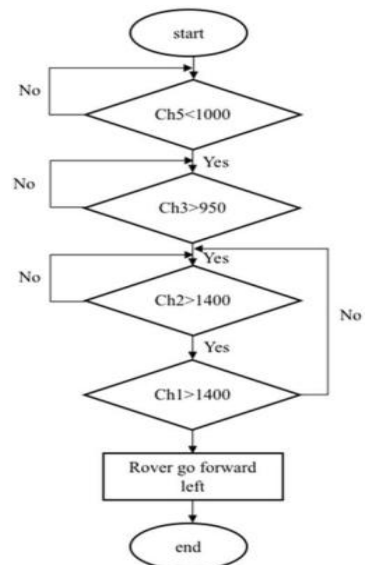 start
No
Ch5<1000
Yes
No
Ch3>950
Yes
No
Ch2>1400
No
Yes
Ch1>1400
Rover go forward
left
end